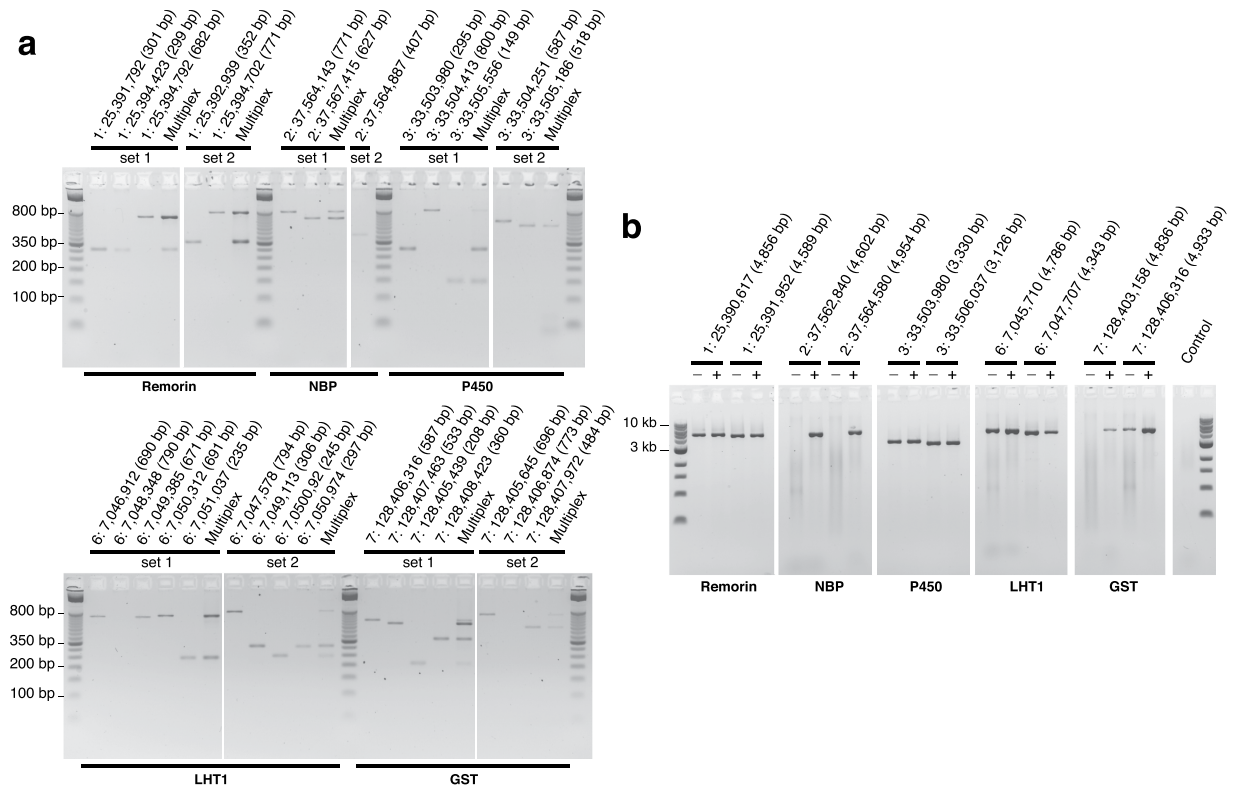 a
1: 25,391,792 (301 bp)
1: 25,394,423 (299 bp)
1: 25,394,792 (682 bp)
Multiplex
1: 25,392,939 (352 bp)
1: 25,394,702 (771 bp)
Multiplex
2: 37,564,143 (771 bp)
2: 37,567,415 (627 bp)
Multiplex
2: 37,564,887 (407 bp)
3: 33,503,980 (295 bp)
3: 33,504,413 (800 bp)
3: 33,505,556 (149 bp)
Multiplex
3: 33,504,251 (587 bp)
3: 33,505,186 (518 bp)
Multiplex
set 1
set 2
set 1
set 2
set 1
set 2
800 bp
350 bp
200 bp
100 bp
Remorin
NBP
P450
6: 7,046,912 (690 bp)
6: 7,048,348 (790 bp)
6: 7,049,385 (671 bp)
6: 7,050,312 (691 bp)
6: 7,051,037 (235 bp)
Multiplex
6: 7,047,578 (794 bp)
6: 7,049,113 (306 bp)
6: 7,0500,92 (245 bp)
6: 7,050,974 (297 bp)
Multiplex
7: 128,406,316 (587 bp)
7: 128,407,463 (533 bp)
7: 128,405,439 (208 bp)
7: 128,408,423 (360 bp)
Multiplex
7: 128,405,645 (696 bp)
7: 128,406,874 (773 bp)
7: 128,407,972 (484 bp)
Multiplex
set 1
set 2
set 1
set 2
800 bp
350 bp
200 bp
100 bp
LHT1
GST
b
1: 25,390,617 (4,856 bp)
1: 25,391,952 (4,589 bp)
2: 37,562,840 (4,602 bp)
2: 37,564,580 (4,954 bp)
3: 33,503,980 (3,330 bp)
3: 33,506,037 (3,126 bp)
6: 7,045,710 (4,786 bp)
6: 7,047,707 (4,343 bp)
7: 128,403,158 (4,836 bp)
7: 128,406,316 (4,933 bp)
Control
− + − + − + − + − + − + − + − + − + − +
10 kb
3 kb
Remorin
NBP
P450
LHT1
GST